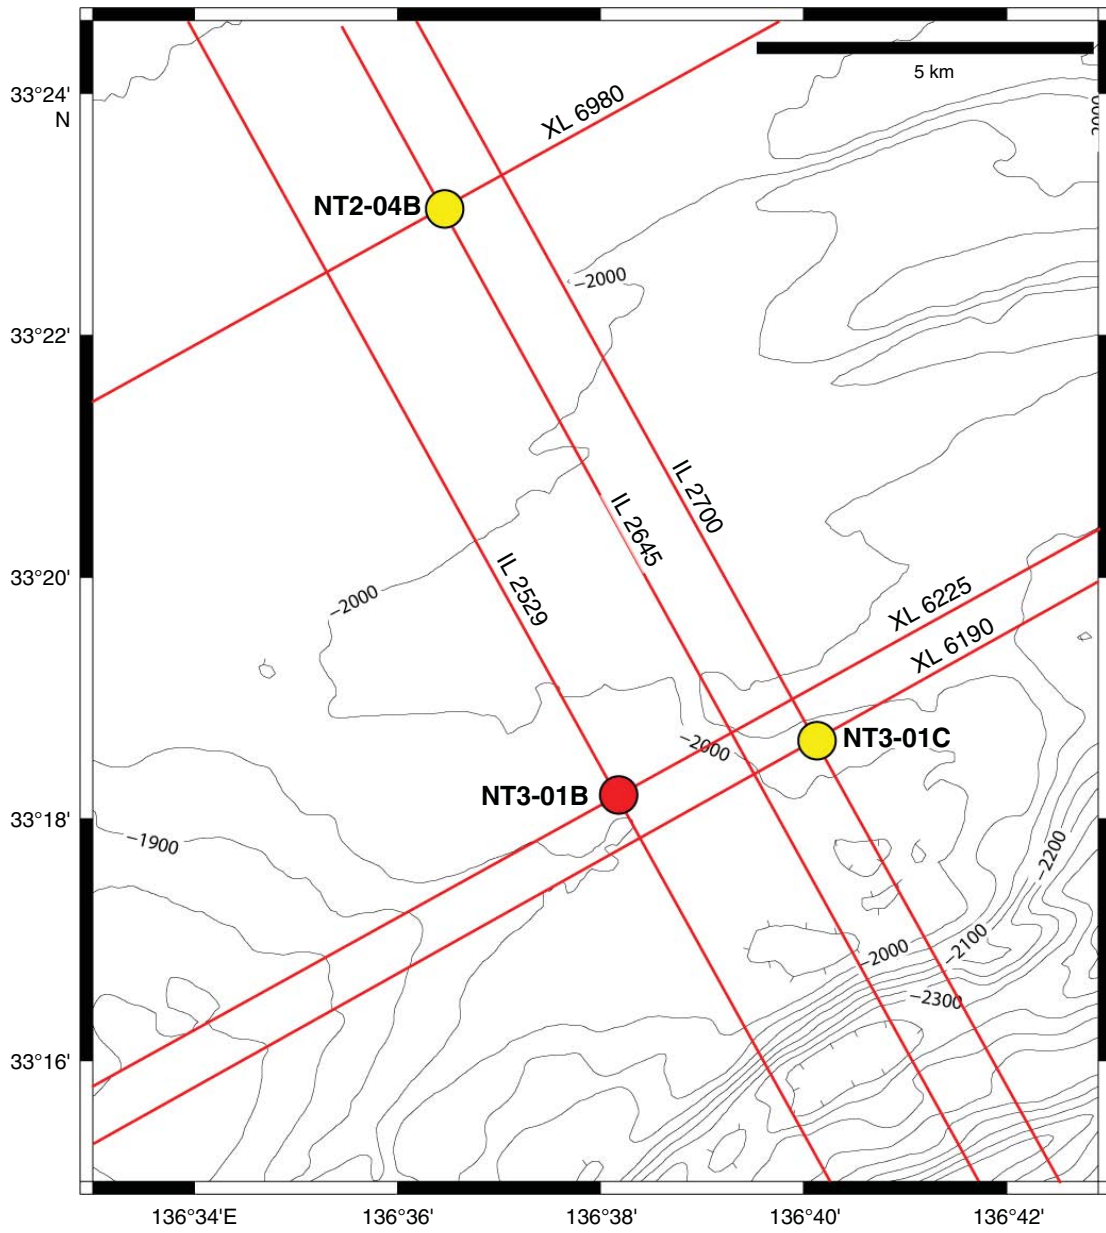 5 km
33°24'
N
XL 6980
NT2-04B
−2000
33°22'
IL 2700
IL 2645
IL 2529
33°20'
−2000
XL 6225
XL 6190
NT3-01C
−2000
NT3-01B
33°18'
−1900
−2200
−2100
−2000
−2300
33°16'
136°34'E
136°36'
136°38'
136°40'
136°42'